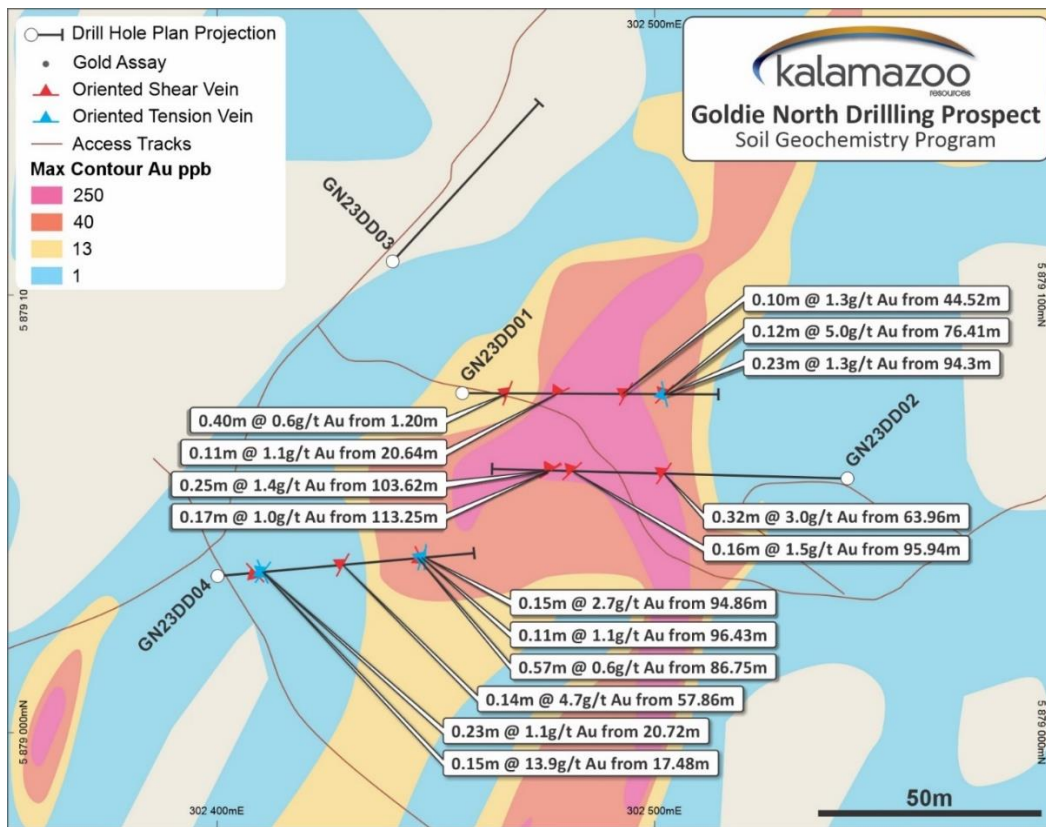 Drill Hole Plan Projection
Gold Assay
Oriented Shear Vein
Oriented Tension Vein
Access Tracks
Max Contour Au ppb
250
40
13
1
302 500mE
kalamazoo
resources
Goldie North Drillling Prospect
Soil Geochemistry Program
GN23DD03
5 879 10
5 879 100mN
GN23DD01
0.10m @ 1.3g/t Au from 44.52m
0.12m @ 5.0g/t Au from 76.41m
0.23m @ 1.3g/t Au from 94.3m
GN23DD02
0.40m @ 0.6g/t Au from 1.20m
0.11m @ 1.1g/t Au from 20.64m
0.25m @ 1.4g/t Au from 103.62m
0.17m @ 1.0g/t Au from 113.25m
0.32m @ 3.0g/t Au from 63.96m
0.16m @ 1.5g/t Au from 95.94m
GN23DD04
0.15m @ 2.7g/t Au from 94.86m
0.11m @ 1.1g/t Au from 96.43m
0.57m @ 0.6g/t Au from 86.75m
0.14m @ 4.7g/t Au from 57.86m
0.23m @ 1.1g/t Au from 20.72m
0.15m @ 13.9g/t Au from 17.48m
5 879 000mN
5 879 000mN
302 400mE
302 500mE
50m